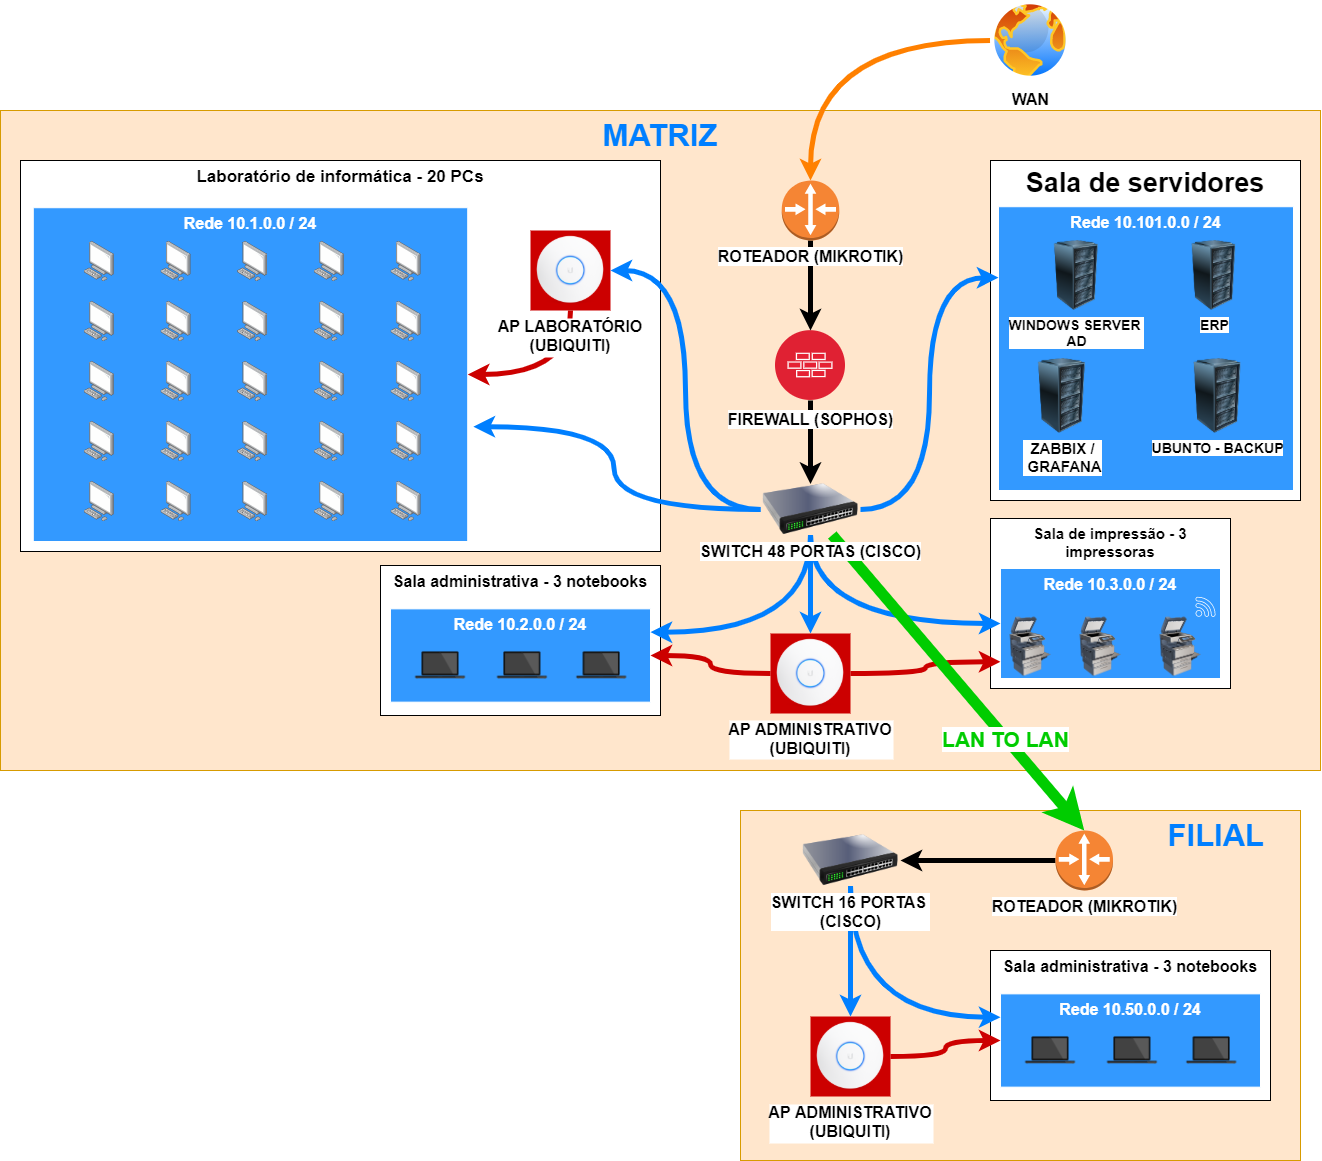 WAN
MATRIZ
Laboratório de informática - 20 PCs
Rede 10.1.0.0 / 24
AP LABORATÓRIO
(UBIQUITI)
ROTEADOR (MIKROTIK)
FIREWALL (SOPHOS)
SWITCH 48 PORTAS (CISCO)
Sala de servidores
Rede 10.101.0.0 / 24
WINDOWS SERVER
AD
ERP
ZABBIX /
GRAFANA
UBUNTO - BACKUP
Sala administrativa - 3 notebooks
Rede 10.2.0.0 / 24
AP ADMINISTRATIVO
(UBIQUITI)
Sala de impressão - 3
impressoras
Rede 10.3.0.0 / 24
LAN TO LAN
FILIAL
SWITCH 16 PORTAS
(CISCO)
ROTEADOR (MIKROTIK)
Sala administrativa - 3 notebooks
Rede 10.50.0.0 / 24
AP ADMINISTRATIVO
(UBIQUITI)